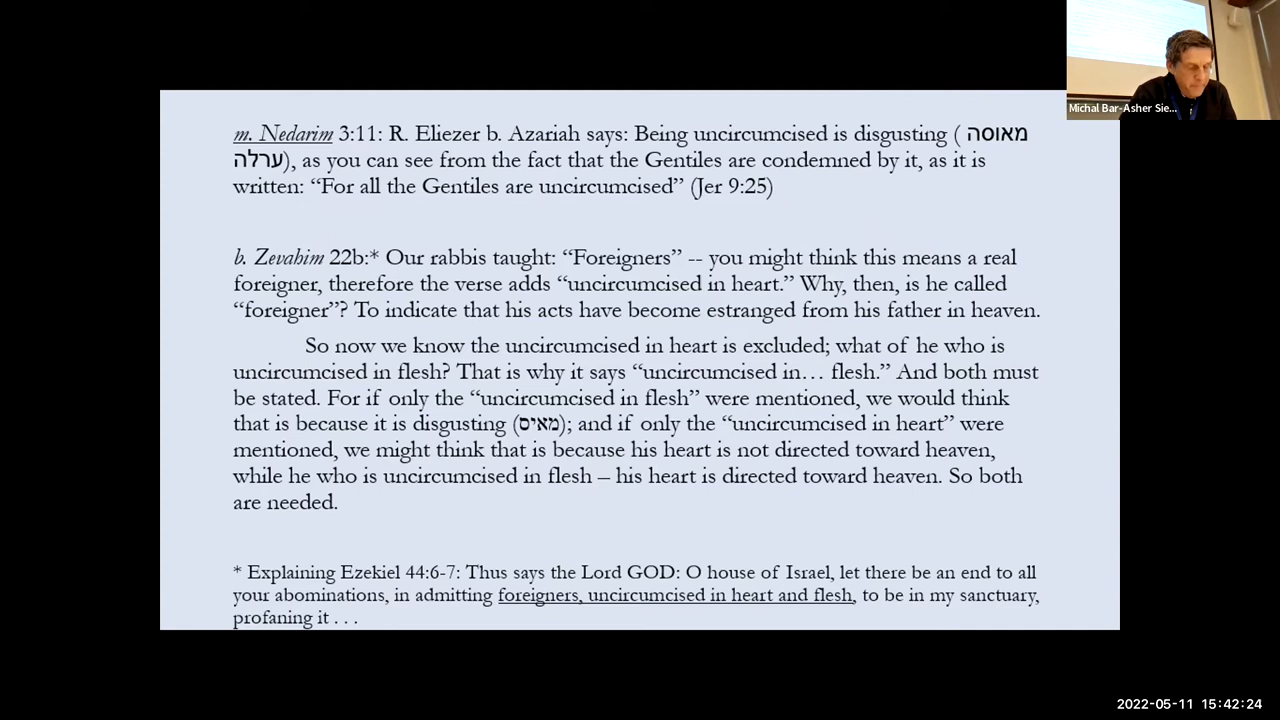 Michal Bar-Asher Sie...
m. Nedarim 3:11: R. Eliezer b. Azariah says: Being uncircumcised is disgusting ( מאוסה
ערלה), as you can see from the fact that the Gentiles are condemned by it, as it is
written: “For all the Gentiles are uncircumcised” (Jer 9:25)
b. Zevahim 22b:* Our rabbis taught: “Foreigners” -- you might think this means a real
foreigner, therefore the verse adds “uncircumcised in heart.” Why, then, is he called
“foreigner”? To indicate that his acts have become estranged from his father in heaven.
So now we know the uncircumcised in heart is excluded; what of he who is
uncircumcised in flesh? That is why it says “uncircumcised in… flesh.” And both must
be stated. For if only the “uncircumcised in flesh” were mentioned, we would think
that is because it is disgusting (מאיס); and if only the “uncircumcised in heart” were
mentioned, we might think that is because his heart is not directed toward heaven,
while he who is uncircumcised in flesh – his heart is directed toward heaven. So both
are needed.
* Explaining Ezekiel 44:6-7: Thus says the Lord GOD: O house of Israel, let there be an end to all
your abominations, in admitting foreigners, uncircumcised in heart and flesh, to be in my sanctuary,
profaning it . . .
2022-05-11 15:42:24